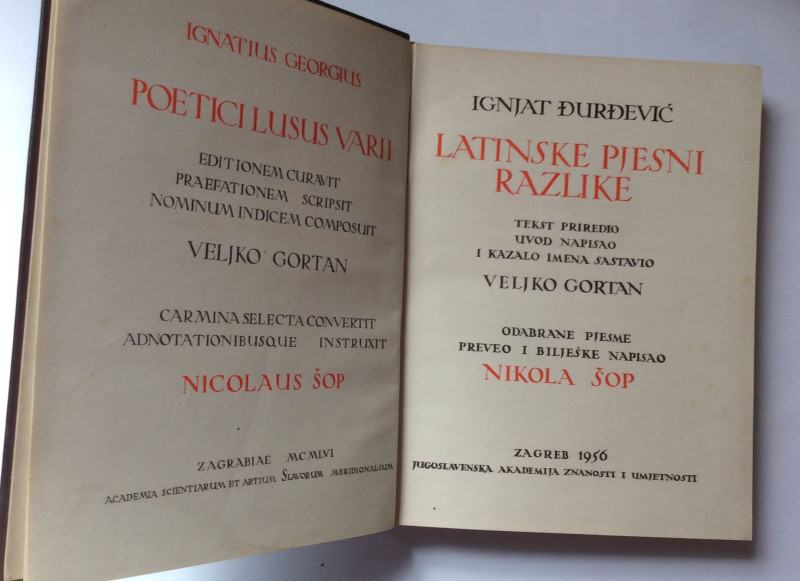 IGNATIUS GEORGIUS
POETICI LUSUS VARII
EDITIONEM CURAVIT
PRAEFATIONEM SCRIPSIT
NOMINUM INDICEM COMPOSUIT
VELJKO GORTAN
CARMINA SELECTA CONVERTIT
ADNOTATIONIBUSQUE INSTRUXIT
NICOLAUS ŠOP
ZAGRABIAE MCMLVI
ACADEMIA SCIENTIARUM ET ARTIUM SLAVORUM MERIDIONALIUM
IGNJAT ĐURĐEVIĆ
LATINSKE PJESNI
RAZLIKE
TEKST PRIREDIO
UVOD NAPISAO
I KAZALO IMENA SASTAVIO
VELJKO GORTAN
ODABRANE PJESME
PREVEO I BILJEŠKE NAPISAO
NIKOLA ŠOP
ZAGREB 1956
JUGOSLAVENSKA AKADEMIJA ZNANOSTI I UMJETNOSTI